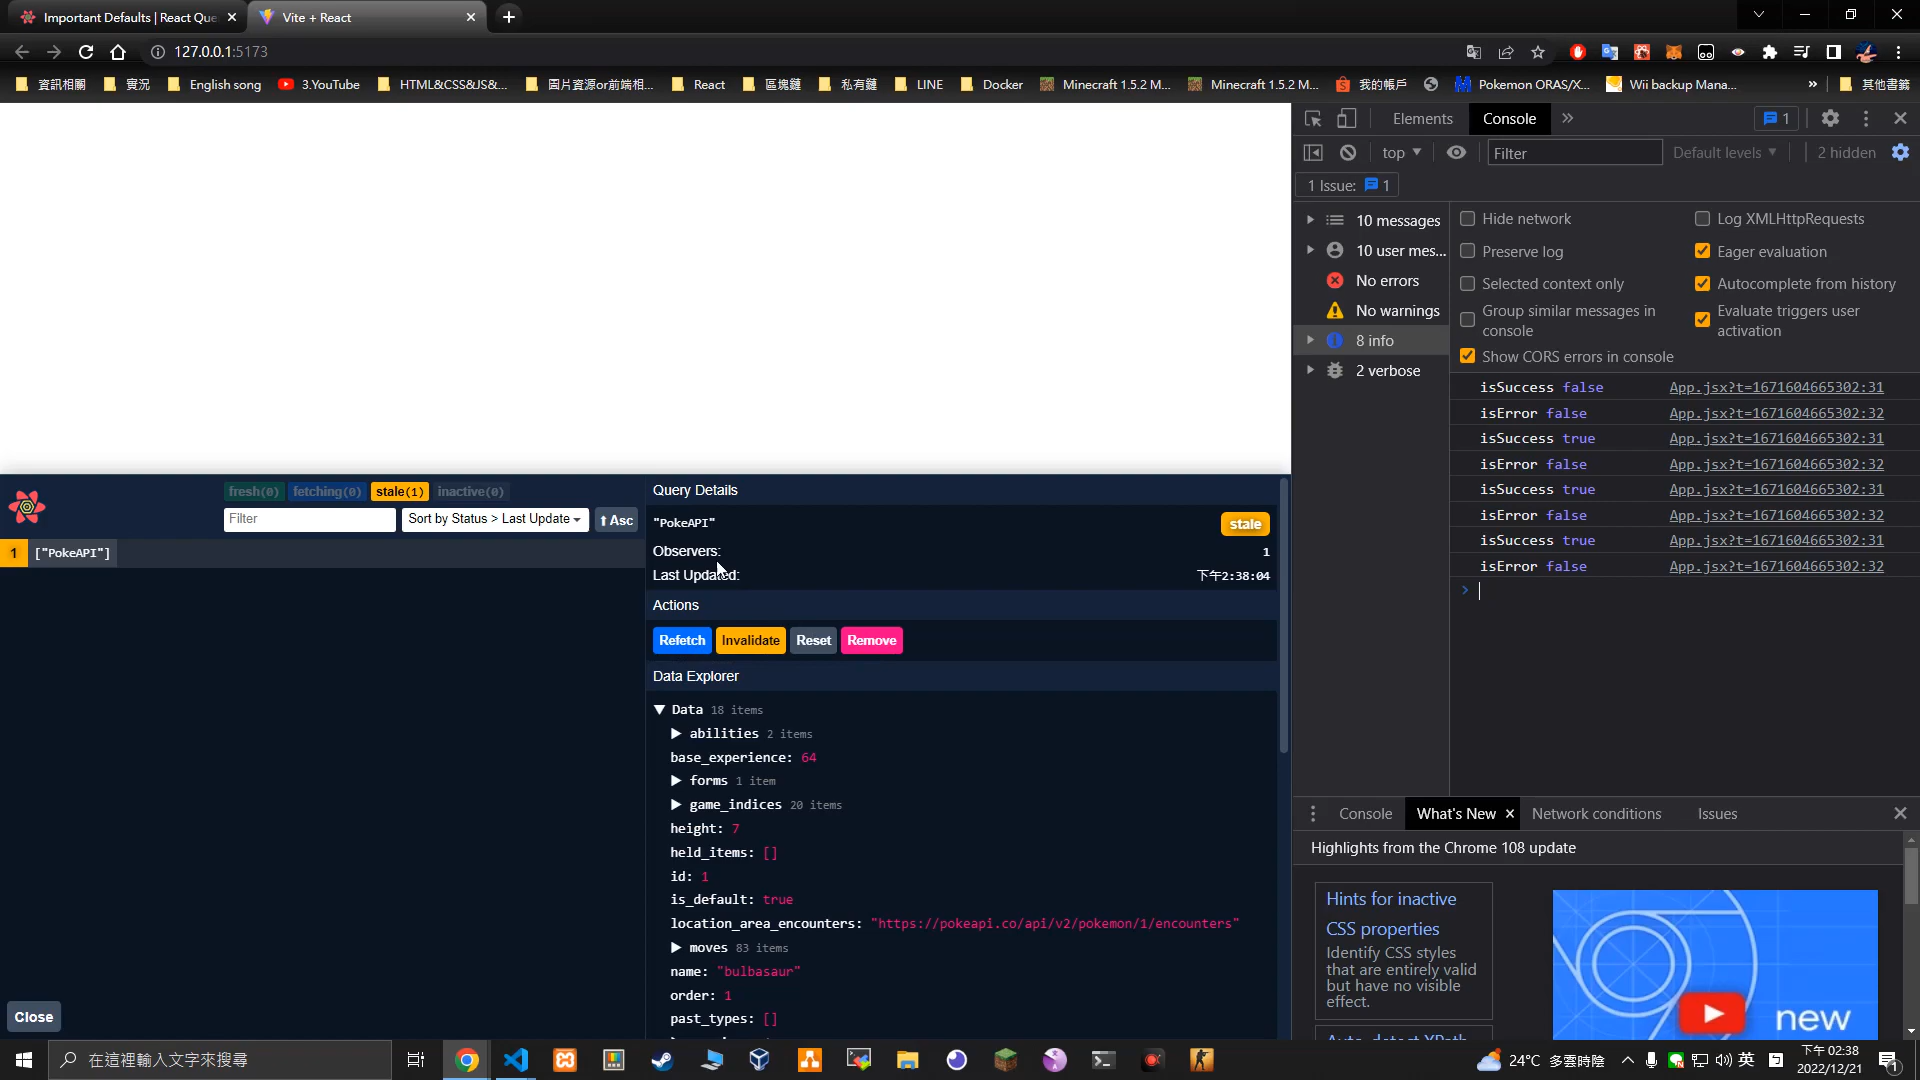 Important Defaults | React Que
Vite + React
127.0.0.1:5173
資訊相關
實況
English song
3.YouTube
HTML&CSS&JS&...
圖片資源or前端相...
React
區塊鏈
私有鏈
LINE
Docker
Minecraft 1.5.2 M...
Minecraft 1.5.2 M...
我的帳戶
Pokemon ORAS/X...
Wii backup Mana...
»
其他書籤
Elements
Console
»
1
top
Filter
Default levels
2 hidden
1 Issue:
1
10 messages
10 user mes...
No errors
No warnings
8 info
2 verbose
Hide network
Log XMLHttpRequests
Preserve log
Eager evaluation
Selected context only
Autocomplete from history
Group similar messages in
console
Evaluate triggers user
activation
Show CORS errors in console
isSuccess false App.jsx?t=1671604665302:31
isError false App.jsx?t=1671604665302:32
isSuccess true App.jsx?t=1671604665302:31
isError false App.jsx?t=1671604665302:32
isSuccess true App.jsx?t=1671604665302:31
isError false App.jsx?t=1671604665302:32
isSuccess true App.jsx?t=1671604665302:31
isError false App.jsx?t=1671604665302:32
fresh(0) fetching(0) stale(1) inactive(0)
Filter
Sort by Status > Last Update
⬆ Asc
1
["PokeAPI"]
Close
Query Details
"PokeAPI"
stale
Observers:
1
Last Updated:
下午2:38:04
Actions
Refetch Invalidate Reset Remove
Data Explorer
▼ Data 18 items
▶ abilities 2 items
base_experience: 64
▶ forms 1 item
▶ game_indices 20 items
height: 7
held_items: []
id: 1
is_default: true
location_area_encounters: "https://pokeapi.co/api/v2/pokemon/1/encounters"
▶ moves 83 items
name: "bulbasaur"
order: 1
past_types: []
Console
What's New
Network conditions
Issues
Highlights from the Chrome 108 update
Hints for inactive
CSS properties
Identify CSS styles
that are entirely valid
but have no visible
effect.
new
在這裡輸入文字來搜尋
24°C 多雲時陰
英
下午 02:38
2022/12/21
1